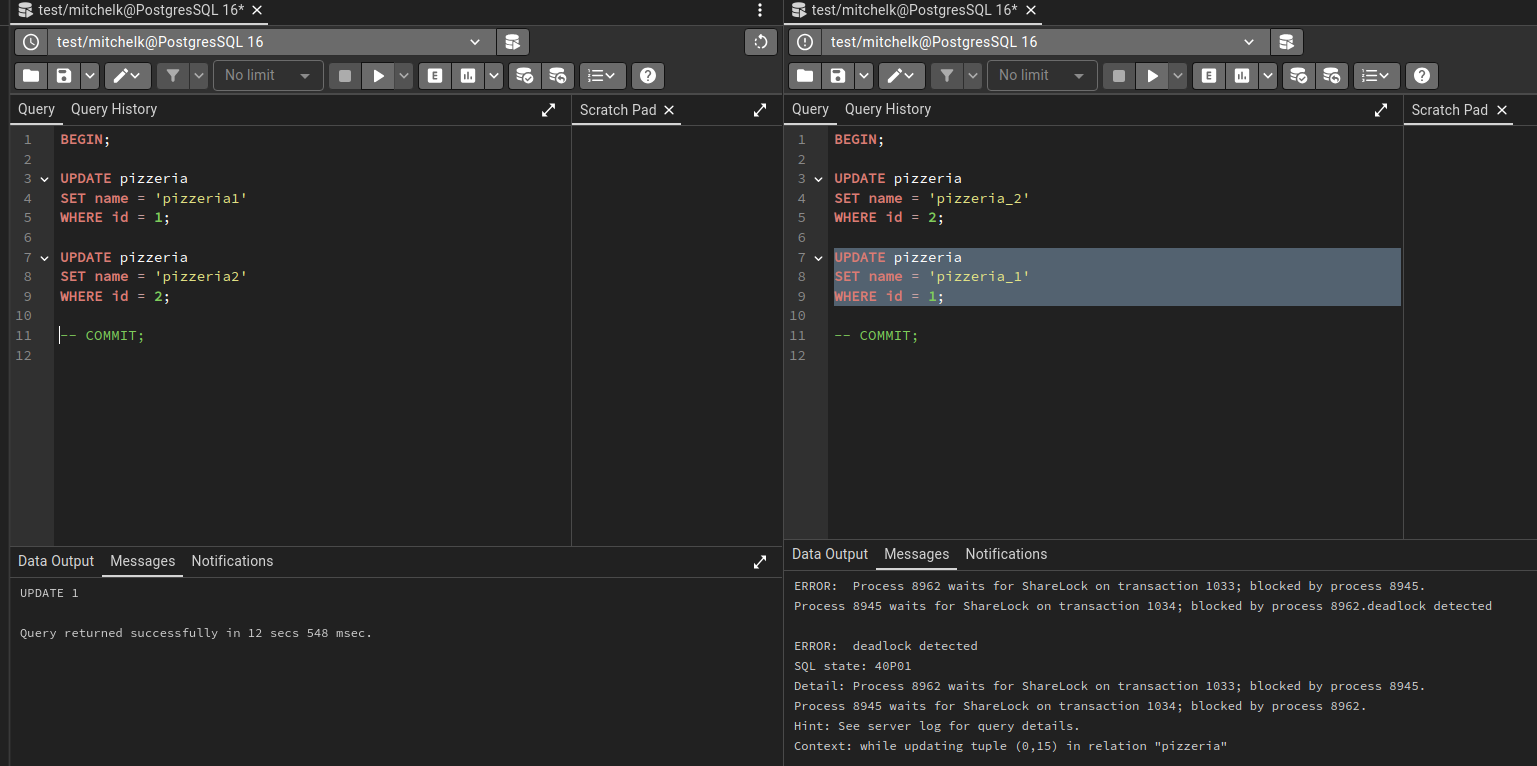 test/mitchelk@PostgresSQL 16*
test/mitchelk@PostgresSQL 16
No limit
E
Query Query History
Scratch Pad
1 BEGIN;
2
3 UPDATE pizzeria
4 SET name = 'pizzeria1'
5 WHERE id = 1;
6
7 UPDATE pizzeria
8 SET name = 'pizzeria2'
9 WHERE id = 2;
10
11 -- COMMIT;
12
Data Output Messages Notifications
UPDATE 1
Query returned successfully in 12 secs 548 msec.
test/mitchelk@PostgresSQL 16*
test/mitchelk@PostgresSQL 16
No limit
E
Query Query History
Scratch Pad
1 BEGIN;
2
3 UPDATE pizzeria
4 SET name = 'pizzeria_2'
5 WHERE id = 2;
6
7 UPDATE pizzeria
8 SET name = 'pizzeria_1'
9 WHERE id = 1;
10
11 -- COMMIT;
12
Data Output Messages Notifications
ERROR:  Process 8962 waits for ShareLock on transaction 1033; blocked by process 8945.
Process 8945 waits for ShareLock on transaction 1034; blocked by process 8962.deadlock detected
ERROR:  deadlock detected
SQL state: 40P01
Detail: Process 8962 waits for ShareLock on transaction 1033; blocked by process 8945.
Process 8945 waits for ShareLock on transaction 1034; blocked by process 8962.
Hint: See server log for query details.
Context: while updating tuple (0,15) in relation "pizzeria"